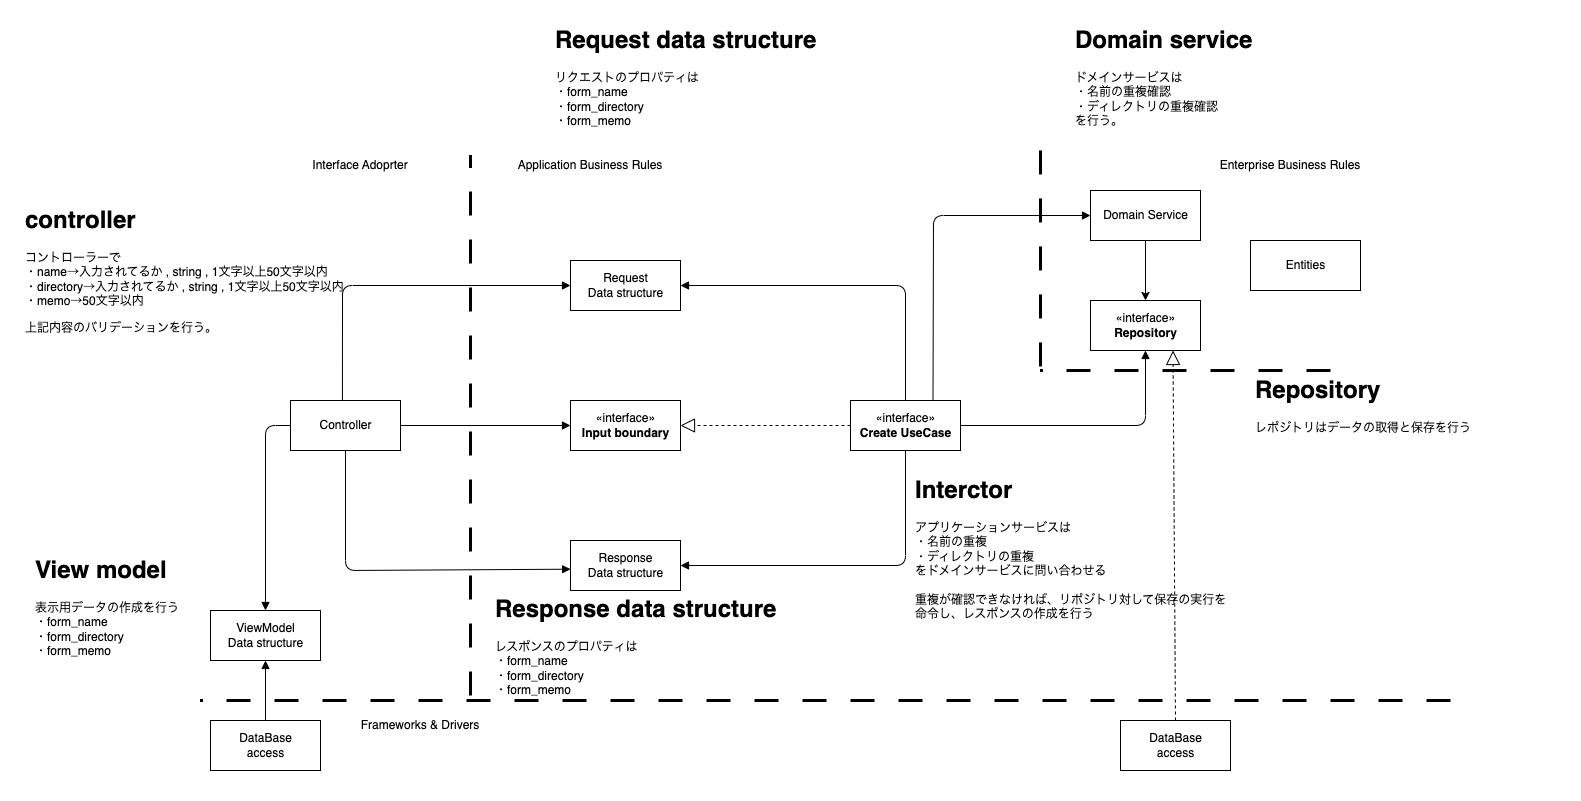 Request data structure
リクエストのプロパティは
・form_name
・form_directory
・form_memo
Domain service
ドメインサービスは
・名前の重複確認
・ディレクトリの重複確認
を行う。
Interface Adoprter
Application Business Rules
Enterprise Business Rules
controller
コントローラーで
・name→入力されてるか , string , 1文字以上50文字以内
・directory→入力されてるか , string , 1文字以上50文字以内
・memo→50文字以内
上記内容のバリデーションを行う。
Request
Data structure
Domain Service
Entities
«interface»
Repository
Repository
レポジトリはデータの取得と保存を行う
Controller
«interface»
Input boundary
«interface»
Create UseCase
Interctor
アプリケーションサービスは
・名前の重複
・ディレクトリの重複
をドメインサービスに問い合わせる
重複が確認できなければ、リポジトリ対して保存の実行を
命令し、レスポンスの作成を行う
Response
Data structure
Response data structure
レスポンスのプロパティは
・form_name
・form_directory
・form_memo
View model
表示用データの作成を行う
・form_name
・form_directory
・form_memo
ViewModel
Data structure
Frameworks & Drivers
DataBase
access
DataBase
access